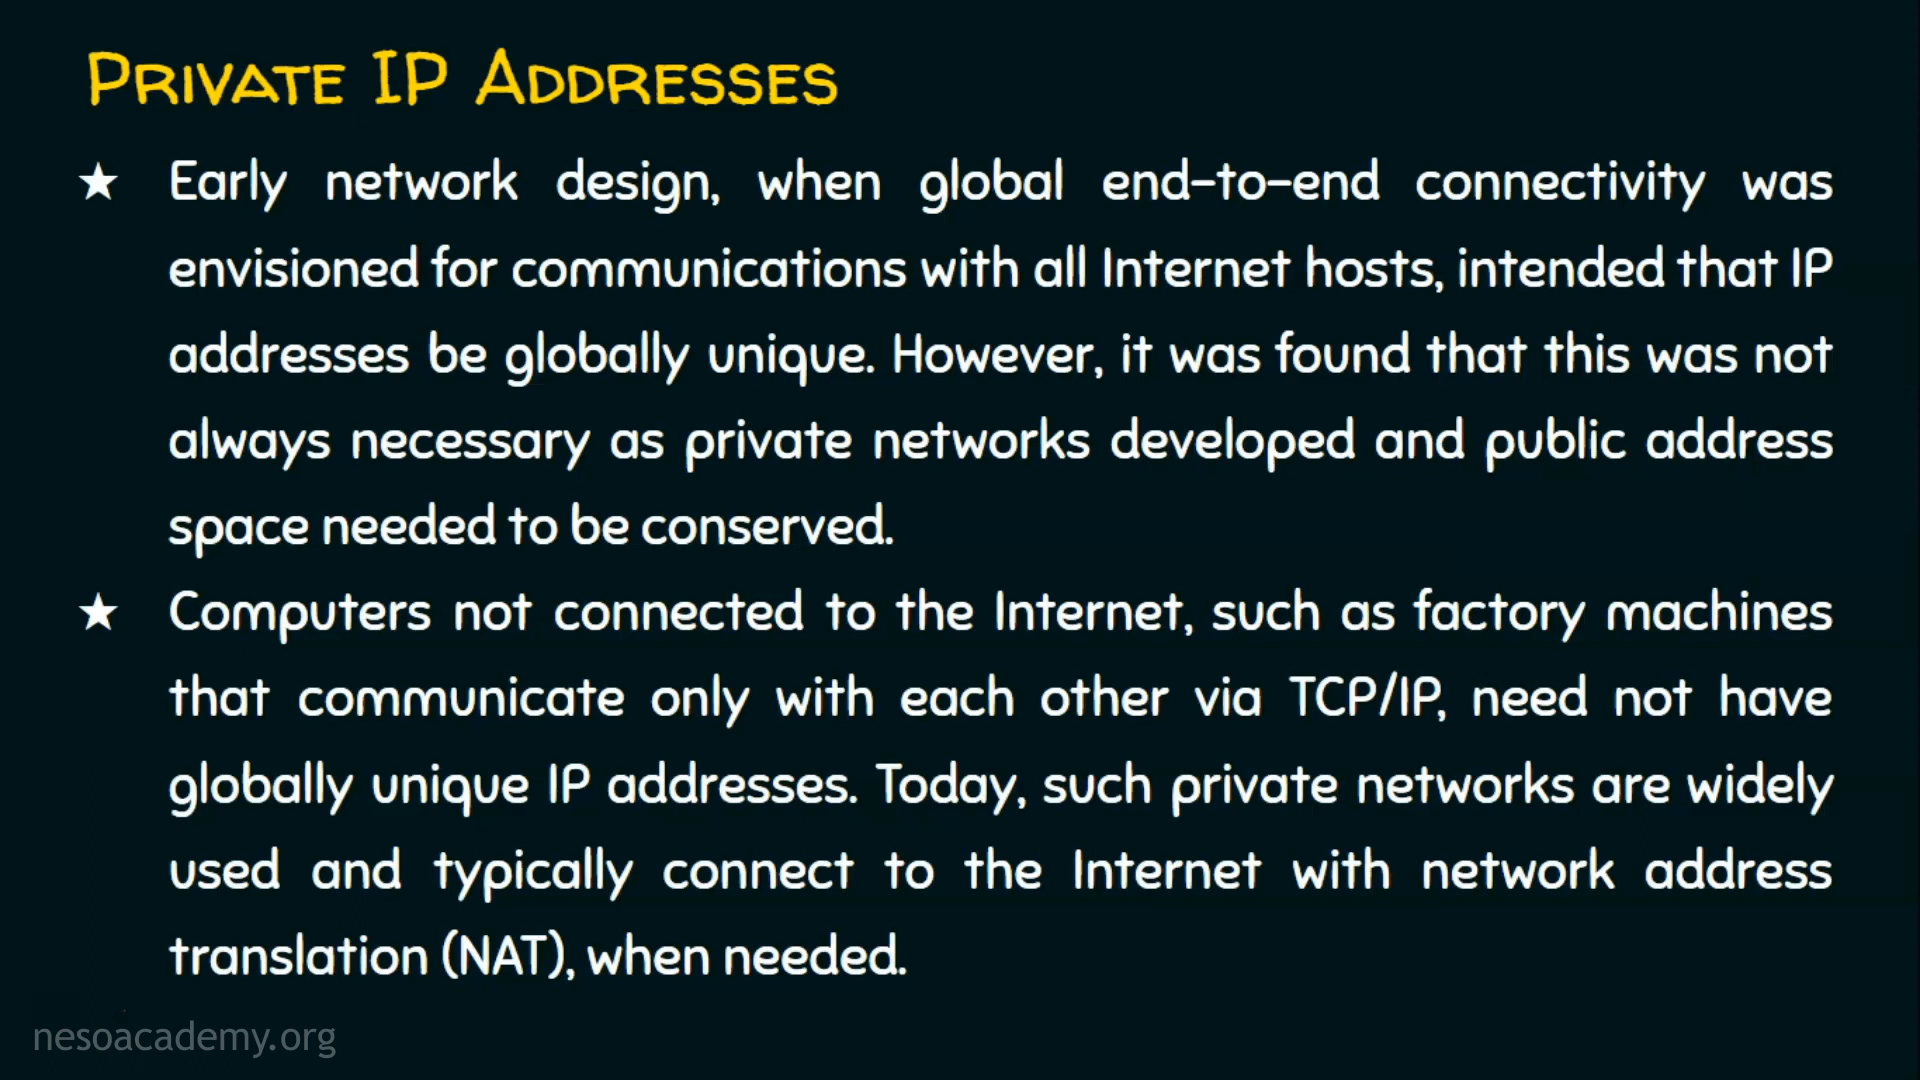 Private IP Addresses
★ Early network design, when global end-to-end connectivity was
envisioned for communications with all Internet hosts, intended that IP
addresses be globally unique. However, it was found that this was not
always necessary as private networks developed and public address
space needed to be conserved.
★ Computers not connected to the Internet, such as factory machines
that communicate only with each other via TCP/IP, need not have
globally unique IP addresses. Today, such private networks are widely
used and typically connect to the Internet with network address
translation (NAT), when needed.
nesoacademy.org